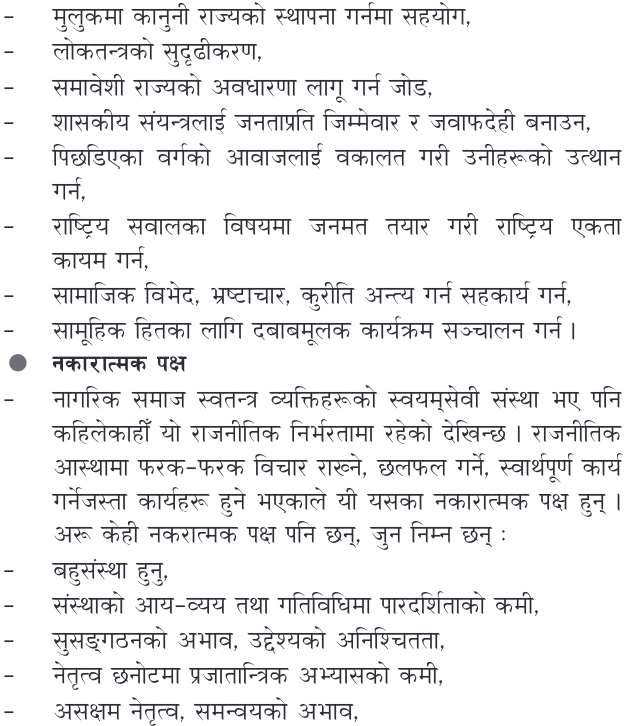 – मुलुकमा कानुनी राज्यको स्थापना गर्नमा सहयोग,
– लोकतन्त्रको सुदृढीकरण,
– समावेशी राज्यको अवधारणा लागू गर्न जोड,
– शासकीय संयन्त्रलाई जनताप्रति जिम्मेवार र जवाफदेही बनाउन,
– पिछडिएका वर्गको आवाजलाई वकालत गरी उनीहरूको उत्थान
गर्न,
– राष्ट्रिय सवालका विषयमा जनमत तयार गरी राष्ट्रिय एकता
कायम गर्न,
– सामाजिक विभेद, भ्रष्टाचार, कुरीति अन्त्य गर्न सहकार्य गर्न,
– सामूहिक हितका लागि दबाबमूलक कार्यक्रम सञ्चालन गर्न ।
● नकारात्मक पक्ष
– नागरिक समाज स्वतन्त्र व्यक्तिहरूको स्वयम्‌सेवी संस्था भए पनि
कहिलेकाहीँ यो राजनीतिक निर्भरतामा रहेको देखिन्छ । राजनीतिक
आस्थामा फरक–फरक विचार राख्ने, छलफल गर्ने, स्वार्थपूर्ण कार्य
गर्नेजस्ता कार्यहरू हुने भएकाले यी यसका नकारात्मक पक्ष हुन् ।
अरू केही नकरात्मक पक्ष पनि छन्, जुन निम्न छन् :
– बहुसंस्था हुनु,
– संस्थाको आय–व्यय तथा गतिविधिमा पारदर्शिताको कमी,
– सुसङ्गठनको अभाव, उद्देश्यको अनिश्चितता,
– नेतृत्व छनोटमा प्रजातान्त्रिक अभ्यासको कमी,
– असक्षम नेतृत्व, समन्वयको अभाव,